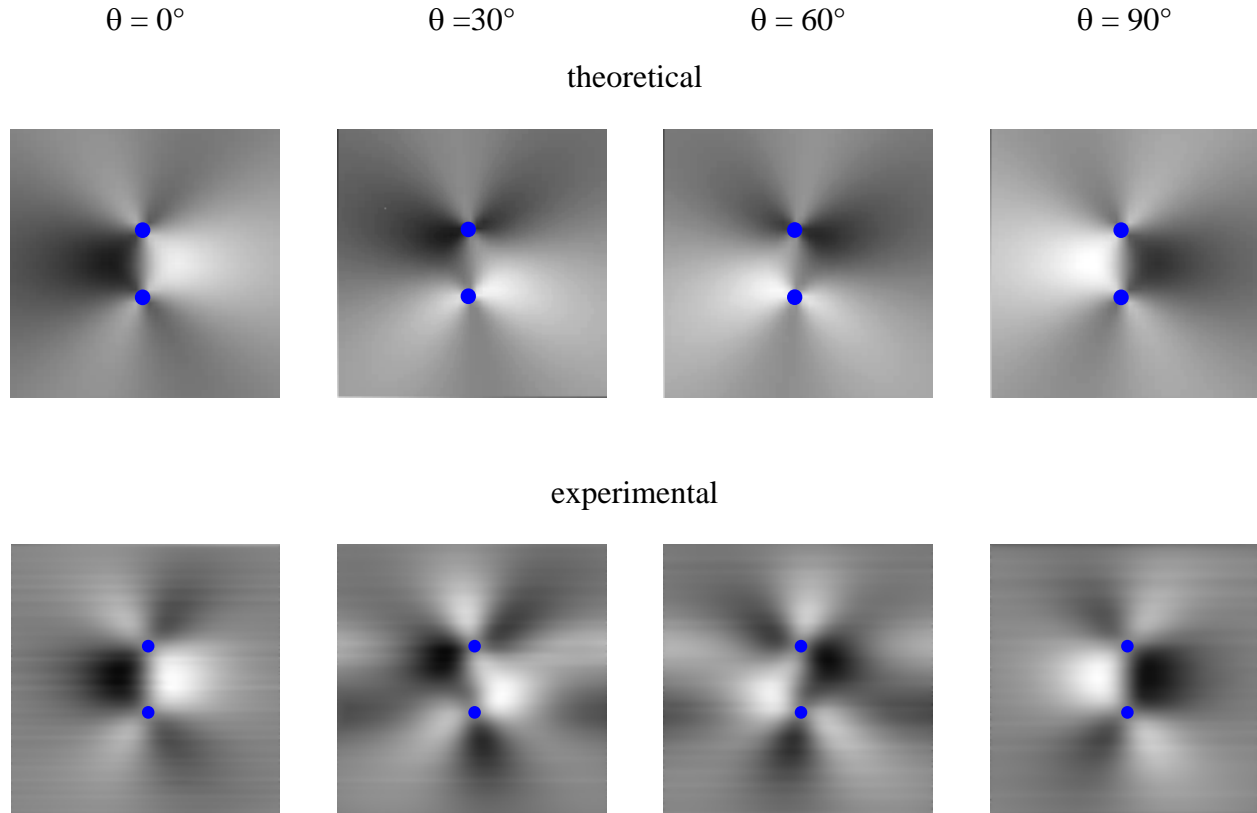 θ = 0° θ =30° θ = 60° θ = 90°
theoretical
experimental